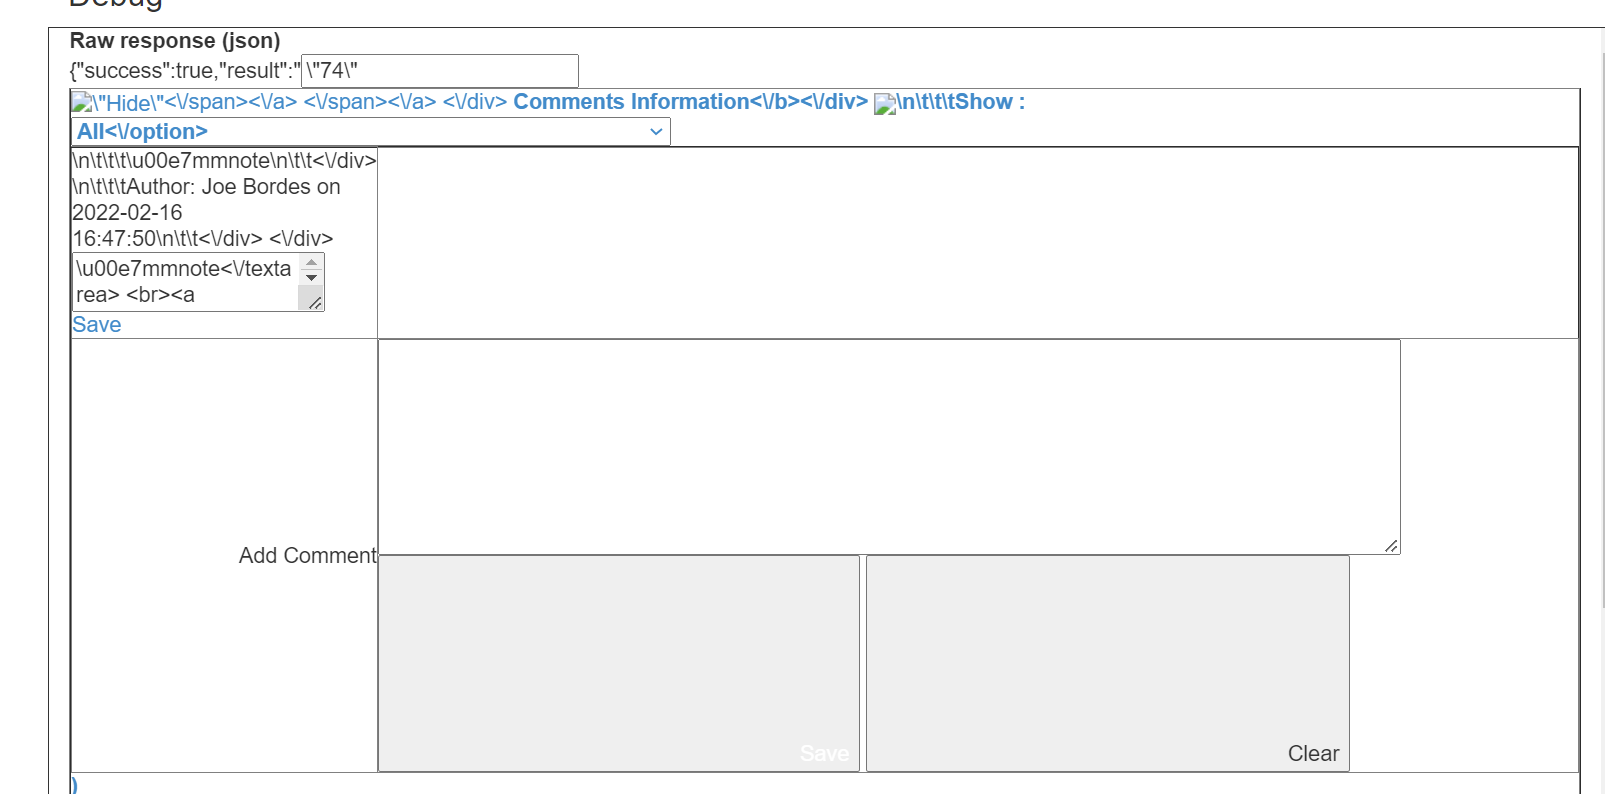 Debug
Raw response (json)
{"success":true,"result":" \"74\"
\"Hide\"<\/span><\/a> <\/span><\/a> <\/div> Comments Information<\/b><\/div> \n\t\t\tShow :
All<\/option>
\n\t\t\t\u00e7mmnote\n\t\t<\/div>
\n\t\t\tAuthor: Joe Bordes on
2022-02-16
16:47:50\n\t\t<\/div> <\/div>
\u00e7mmnote<\/texta
rea> <br><a
Save
Add Comment
Save Clear
)